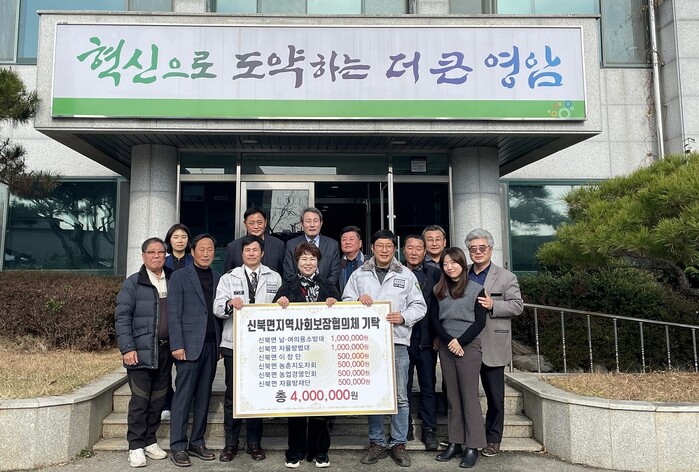 혁신으로 도약하는 더 큰 영암
신북면지역사회보장협의체 기탁
신북면 남·여의용소방대 1,000,000원
신북면 자율방범대 1,000,000원
신북면 이 장 단 500,000원
신북면 농촌지도자회 500,000원
신북면 농업경영인회 500,000원
신북면 자율방재단 500,000원
총 4,000,000원